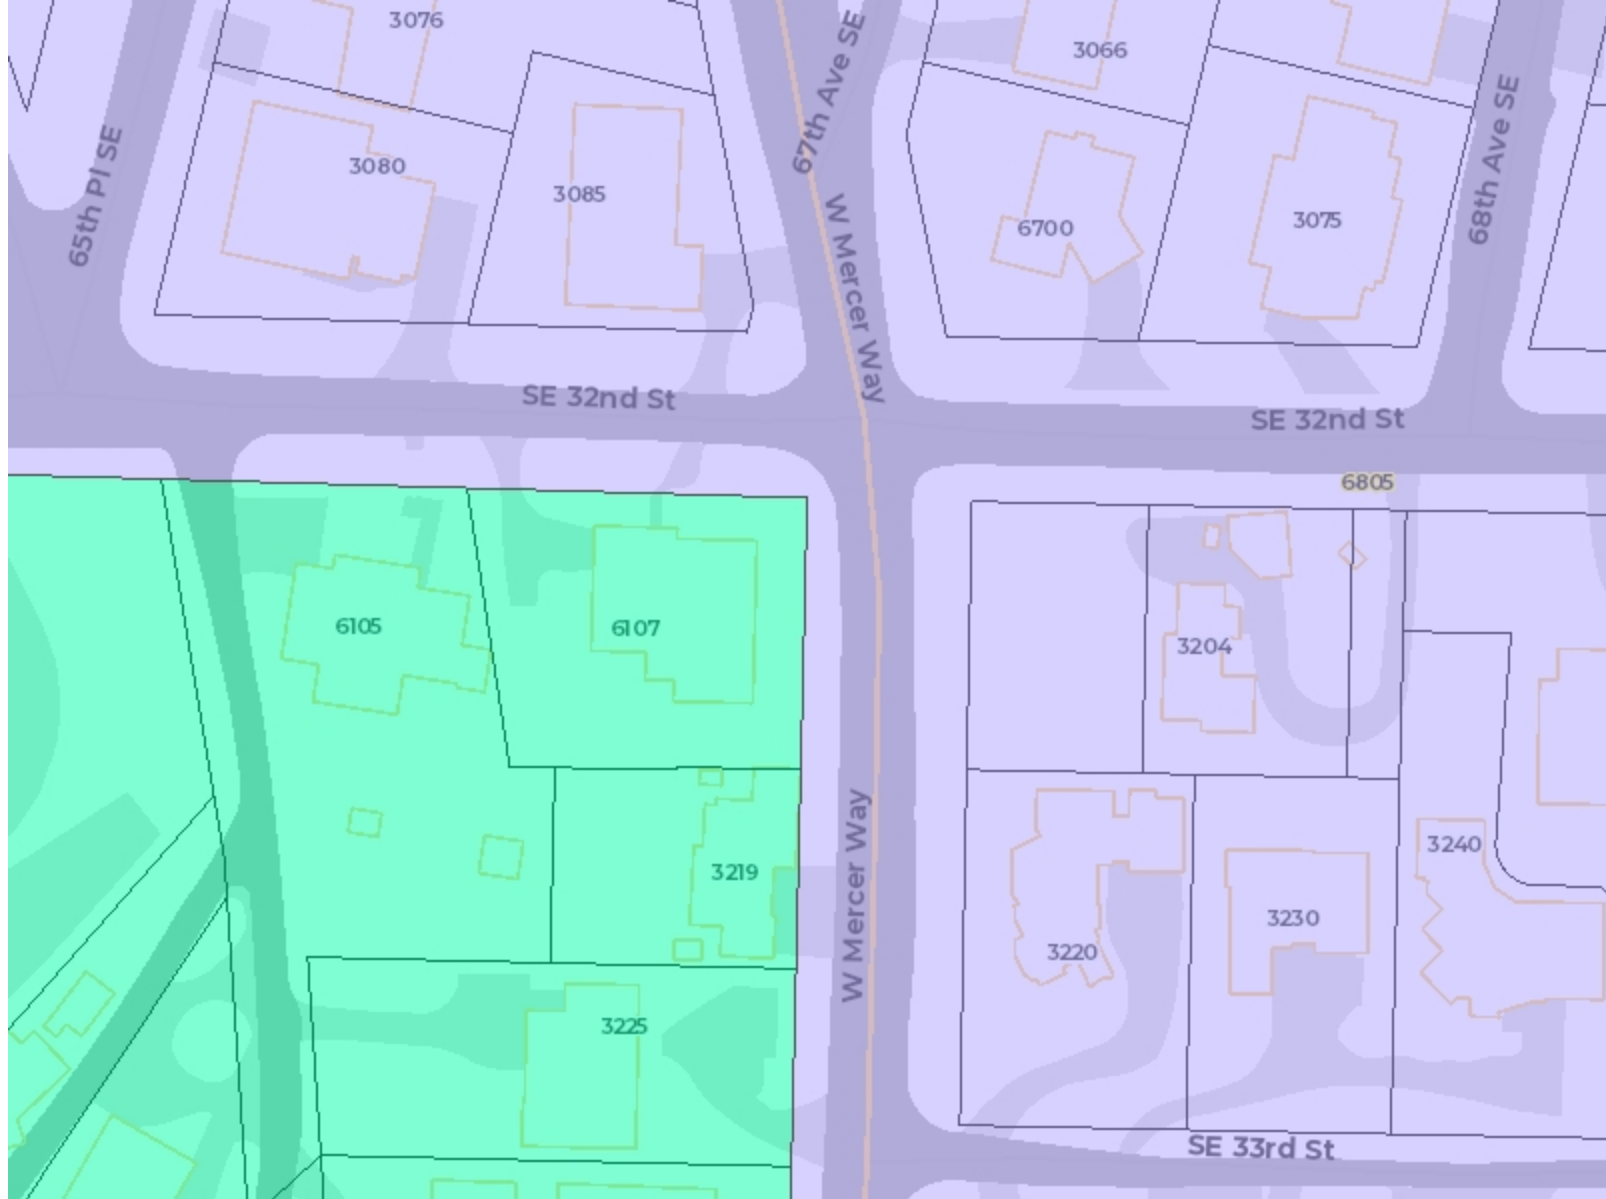 3076
67th Ave SE
3066
68th Ave SE
65th Pl SE
3080
3085
W Mercer Way
6700
3075
SE 32nd St
SE 32nd St
6805
6105
6107
3204
W Mercer Way
3219
3240
3220
3230
3225
SE 33rd St